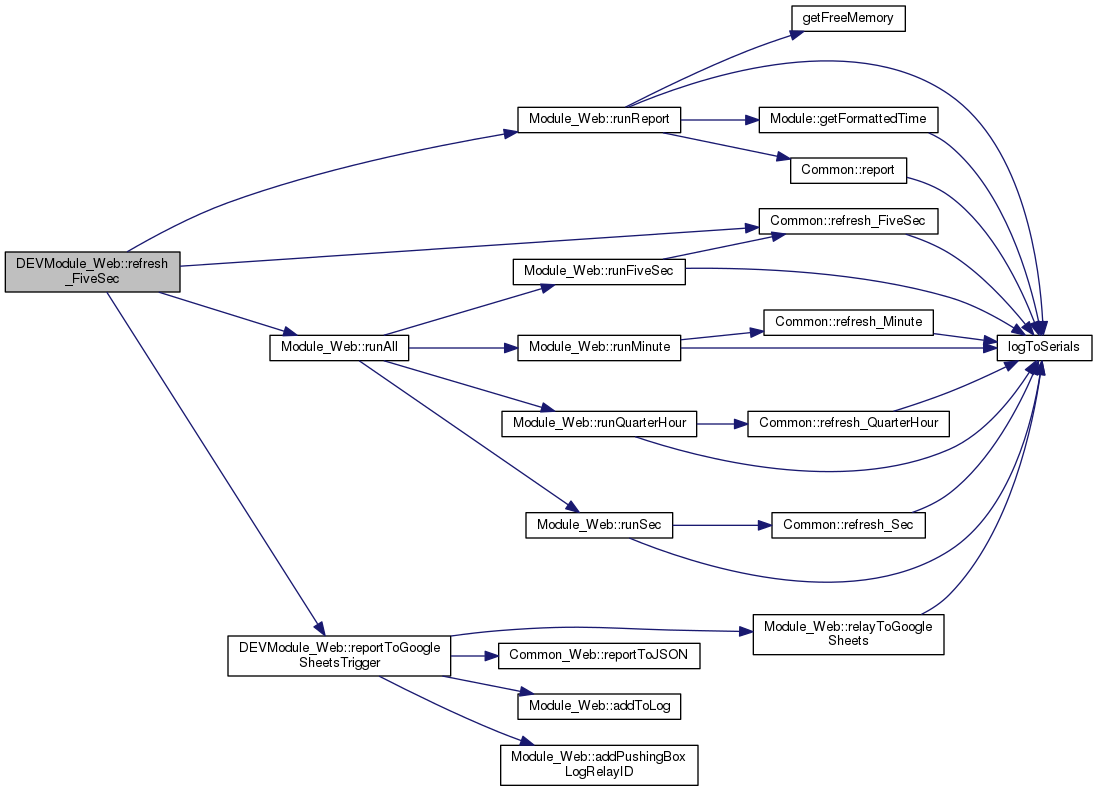 getFreeMemory
Module_Web::runReport
Module::getFormattedTime
Common::report
Common::refresh_FiveSec
DEVModule_Web::refresh
_FiveSec
Module_Web::runFiveSec
Common::refresh_Minute
Module_Web::runAll
Module_Web::runMinute
logToSerials
Module_Web::runQuarterHour
Common::refresh_QuarterHour
Module_Web::runSec
Common::refresh_Sec
Module_Web::relayToGoogle
Sheets
DEVModule_Web::reportToGoogle
SheetsTrigger
Common_Web::reportToJSON
Module_Web::addToLog
Module_Web::addPushingBox
LogRelayID